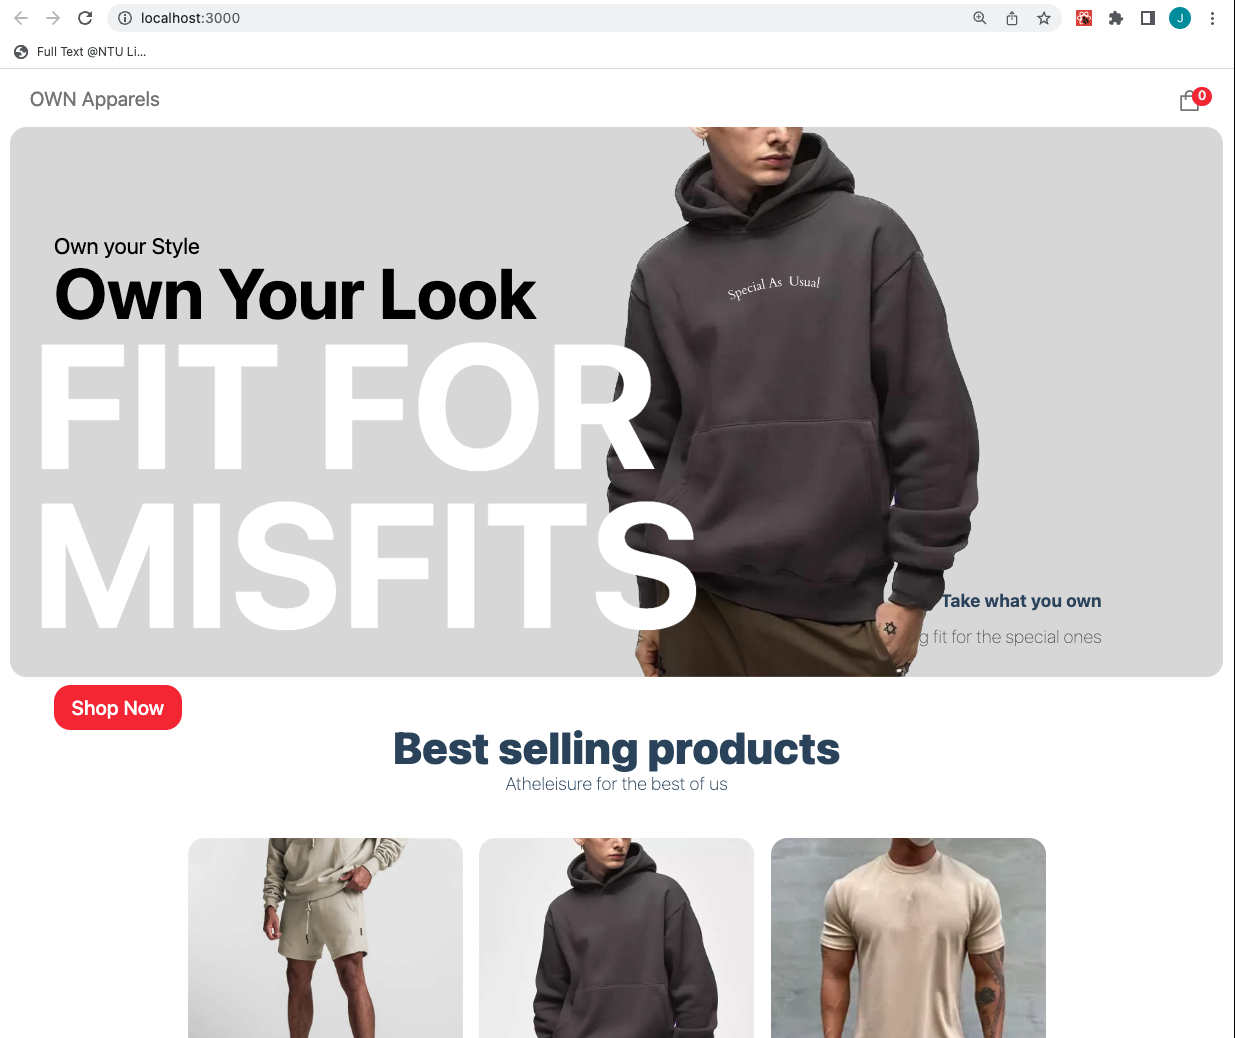 localhost:3000
J
Full Text @NTU Li...
OWN Apparels
0
Special As Usual
Own your Style
Own Your Look
FIT FOR
MISFITS
Take what you own
g fit for the special ones
Shop Now
Best selling products
Atheleisure for the best of us